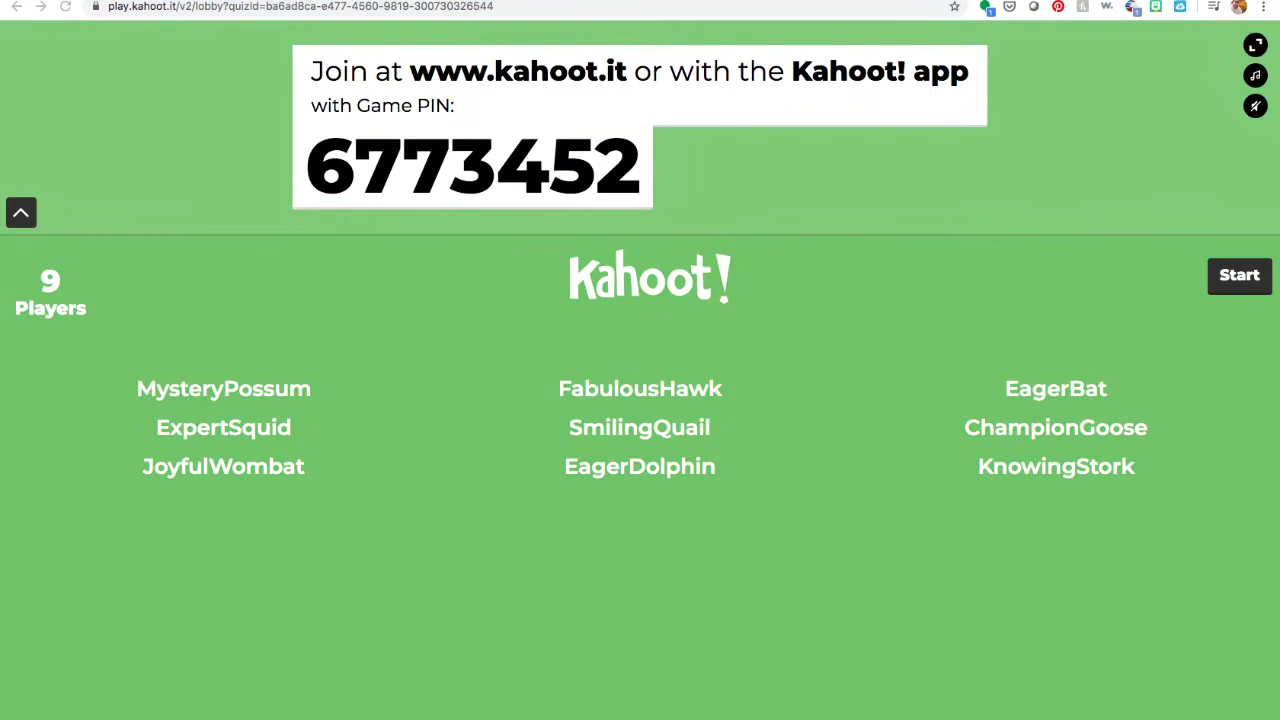 play.kahoot.it/v2/lobby?quizId=ba6ad8ca-e477-4560-9819-300730326544
w.
1
1
Join at www.kahoot.it or with the Kahoot! app
with Game PIN:
6773452
9
Players
Kahoot!
Start
MysteryPossum
FabulousHawk
EagerBat
ExpertSquid
SmilingQuail
ChampionGoose
JoyfulWombat
EagerDolphin
KnowingStork